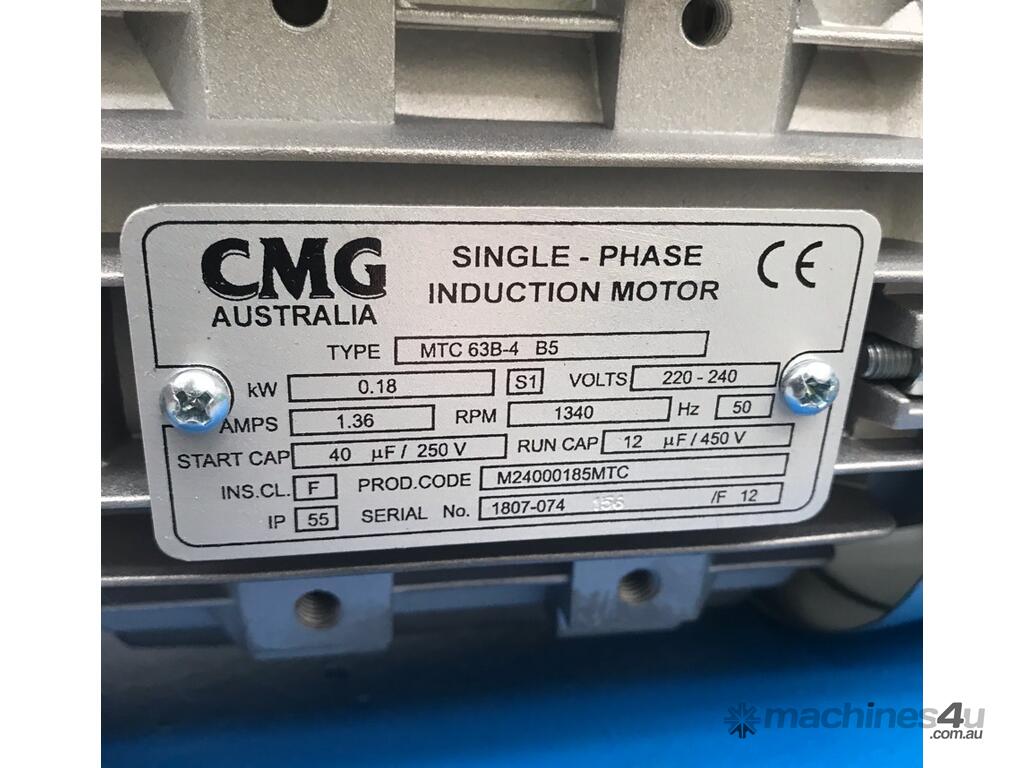 CMG
AUSTRALIA
SINGLE - PHASE
INDUCTION MOTOR
CE
TYPE MTC 63B-4 B5
kW 0.18 S1 VOLTS 220 - 240
AMPS 1.36 RPM 1340 Hz 50
START CAP 40 µF / 250 V RUN CAP 12 µF / 450 V
INS.CL. F PROD.CODE M24000185MTC
IP 55 SERIAL No. 1807-074 /F 12
machines4u
.com.au